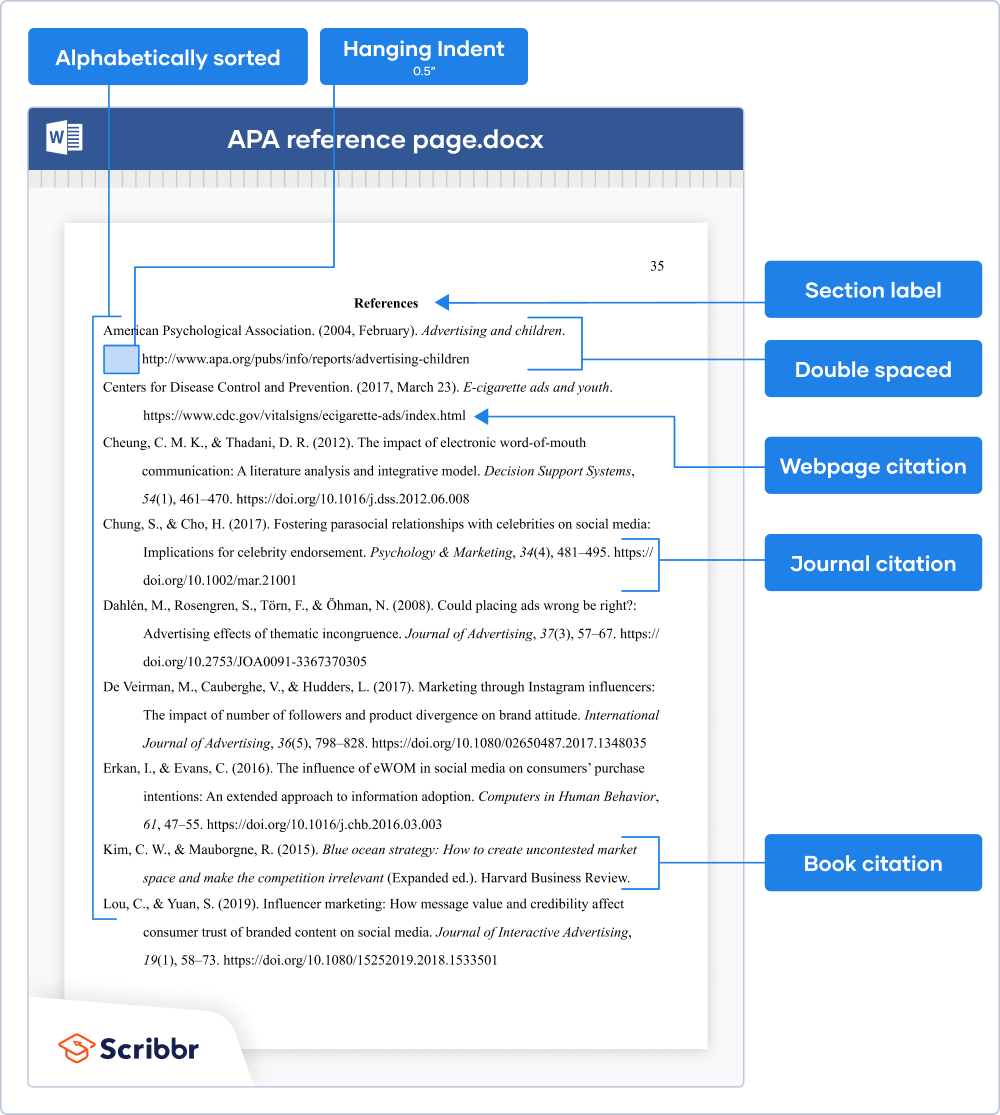 Alphabetically sorted
Hanging Indent
0.5"
W
APA reference page.docx
35
References
Section label
American Psychological Association. (2004, February). Advertising and children.
http://www.apa.org/pubs/info/reports/advertising-children
Double spaced
Centers for Disease Control and Prevention. (2017, March 23). E-cigarette ads and youth.
https://www.cdc.gov/vitalsigns/ecigarette-ads/index.html
Webpage citation
Cheung, C. M. K., & Thadani, D. R. (2012). The impact of electronic word-of-mouth
communication: A literature analysis and integrative model. Decision Support Systems,
54(1), 461–470. https://doi.org/10.1016/j.dss.2012.06.008
Chung, S., & Cho, H. (2017). Fostering parasocial relationships with celebrities on social media:
Implications for celebrity endorsement. Psychology & Marketing, 34(4), 481–495. https://
doi.org/10.1002/mar.21001
Journal citation
Dahlén, M., Rosengren, S., Törn, F., & Öhman, N. (2008). Could placing ads wrong be right?:
Advertising effects of thematic incongruence. Journal of Advertising, 37(3), 57–67. https://
doi.org/10.2753/JOA0091-3367370305
De Veirman, M., Cauberghe, V., & Hudders, L. (2017). Marketing through Instagram influencers:
The impact of number of followers and product divergence on brand attitude. International
Journal of Advertising, 36(5), 798–828. https://doi.org/10.1080/02650487.2017.1348035
Erkan, I., & Evans, C. (2016). The influence of eWOM in social media on consumers’ purchase
intentions: An extended approach to information adoption. Computers in Human Behavior,
61, 47–55. https://doi.org/10.1016/j.chb.2016.03.003
Kim, C. W., & Mauborgne, R. (2015). Blue ocean strategy: How to create uncontested market
space and make the competition irrelevant (Expanded ed.). Harvard Business Review.
Book citation
Lou, C., & Yuan, S. (2019). Influencer marketing: How message value and credibility affect
consumer trust of branded content on social media. Journal of Interactive Advertising,
19(1), 58–73. https://doi.org/10.1080/15252019.2018.1533501
Scribbr